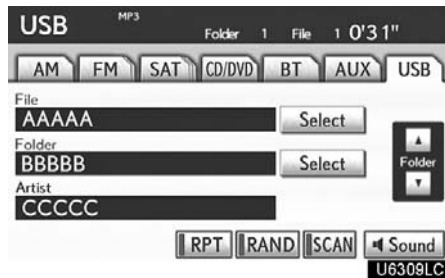 USB MP3 Folder 1 File 1 0'31"
AM FM SAT CD/DVD BT AUX USB
File
AAAAA Select
Folder
BBBBB Select
Folder
Artist
CCCCC
RPT RAND SCAN Sound
U6309LC